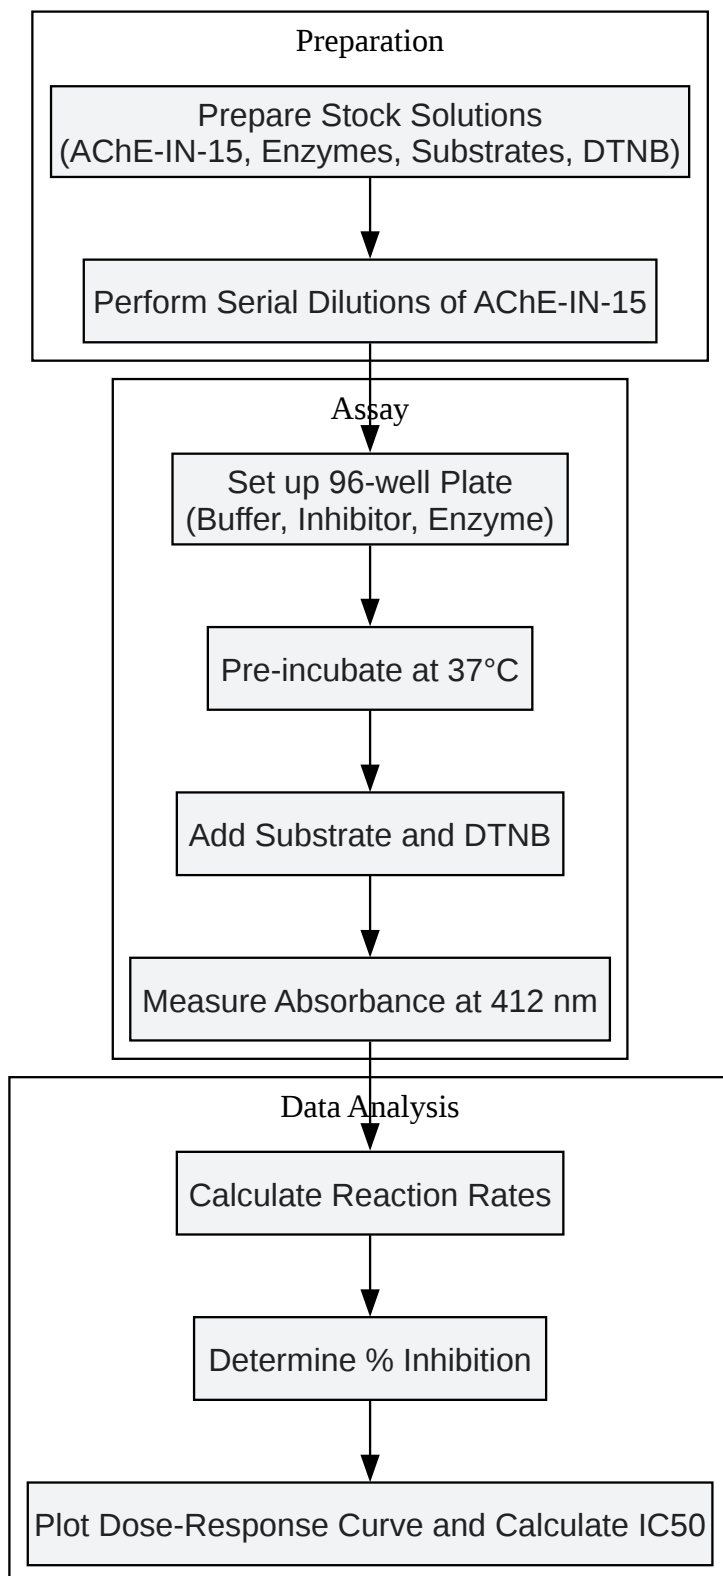 Preparation
Prepare Stock Solutions
(AChE-IN-15, Enzymes, Substrates, DTNB)
Perform Serial Dilutions of AChE-IN-15
Assay
Set up 96-well Plate
(Buffer, Inhibitor, Enzyme)
Pre-incubate at 37°C
Add Substrate and DTNB
Measure Absorbance at 412 nm
Data Analysis
Calculate Reaction Rates
Determine % Inhibition
Plot Dose-Response Curve and Calculate IC50